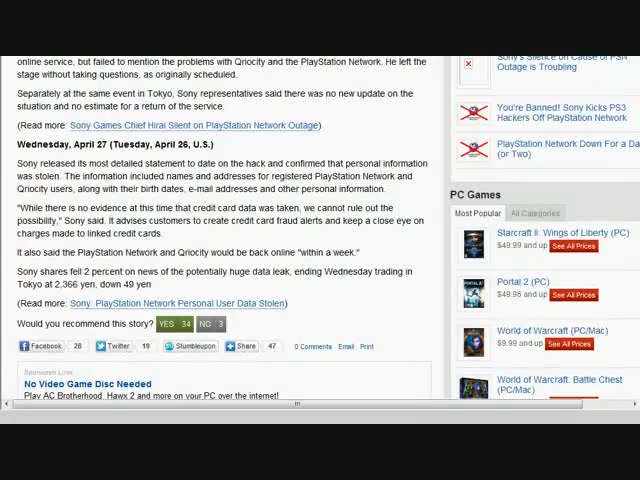 online service, but failed to mention the problems with Qriocity and the PlayStation Network. He left the
stage without taking questions, as originally scheduled.
Separately at the same event in Tokyo, Sony representatives said there was no new update on the
situation and no estimate for a return of the service.
(Read more: Sony Games Chief Hirai Silent on PlayStation Network Outage)
Wednesday, April 27 (Tuesday, April 26, U.S.)
Sony released its most detailed statement to date on the hack and confirmed that personal information
was stolen. The information included names and addresses for registered PlayStation Network and
Qriocity users, along with their birth dates, e-mail addresses and other personal information.
"While there is no evidence at this time that credit card data was taken, we cannot rule out the
possibility," Sony said. It advises customers to create credit card fraud alerts and keep a close eye on
charges made to linked credit cards.
It also said the PlayStation Network and Qriocity would be back online "within a week."
Sony shares fell 2 percent on news of the potentially huge data leak, ending Wednesday trading in
Tokyo at 2,366 yen, down 49 yen
(Read more: Sony: PlayStation Network Personal User Data Stolen)
Would you recommend this story? YES 34 NO 3
Facebook 28 Twitter 19 StumbleUpon Share 47 0 Comments Email Print
Sponsored Link
No Video Game Disc Needed
Play AC Brotherhood Hawx 2 and more on your PC over the internet!
Sony's Silence on Cause of PSN
Outage is Troubling
You're Banned! Sony Kicks PS3
Hackers Off PlayStation Network
PlayStation Network Down For a Da
(or Two)
PC Games
Most Popular All Categories
Starcraft II: Wings of Liberty (PC)
$49.99 and up See All Prices
Portal 2 (PC)
$49.96 and up See All Prices
World of Warcraft (PC/Mac)
$9.99 and up See All Prices
World of Warcraft: Battle Chest
(PC/Mac)